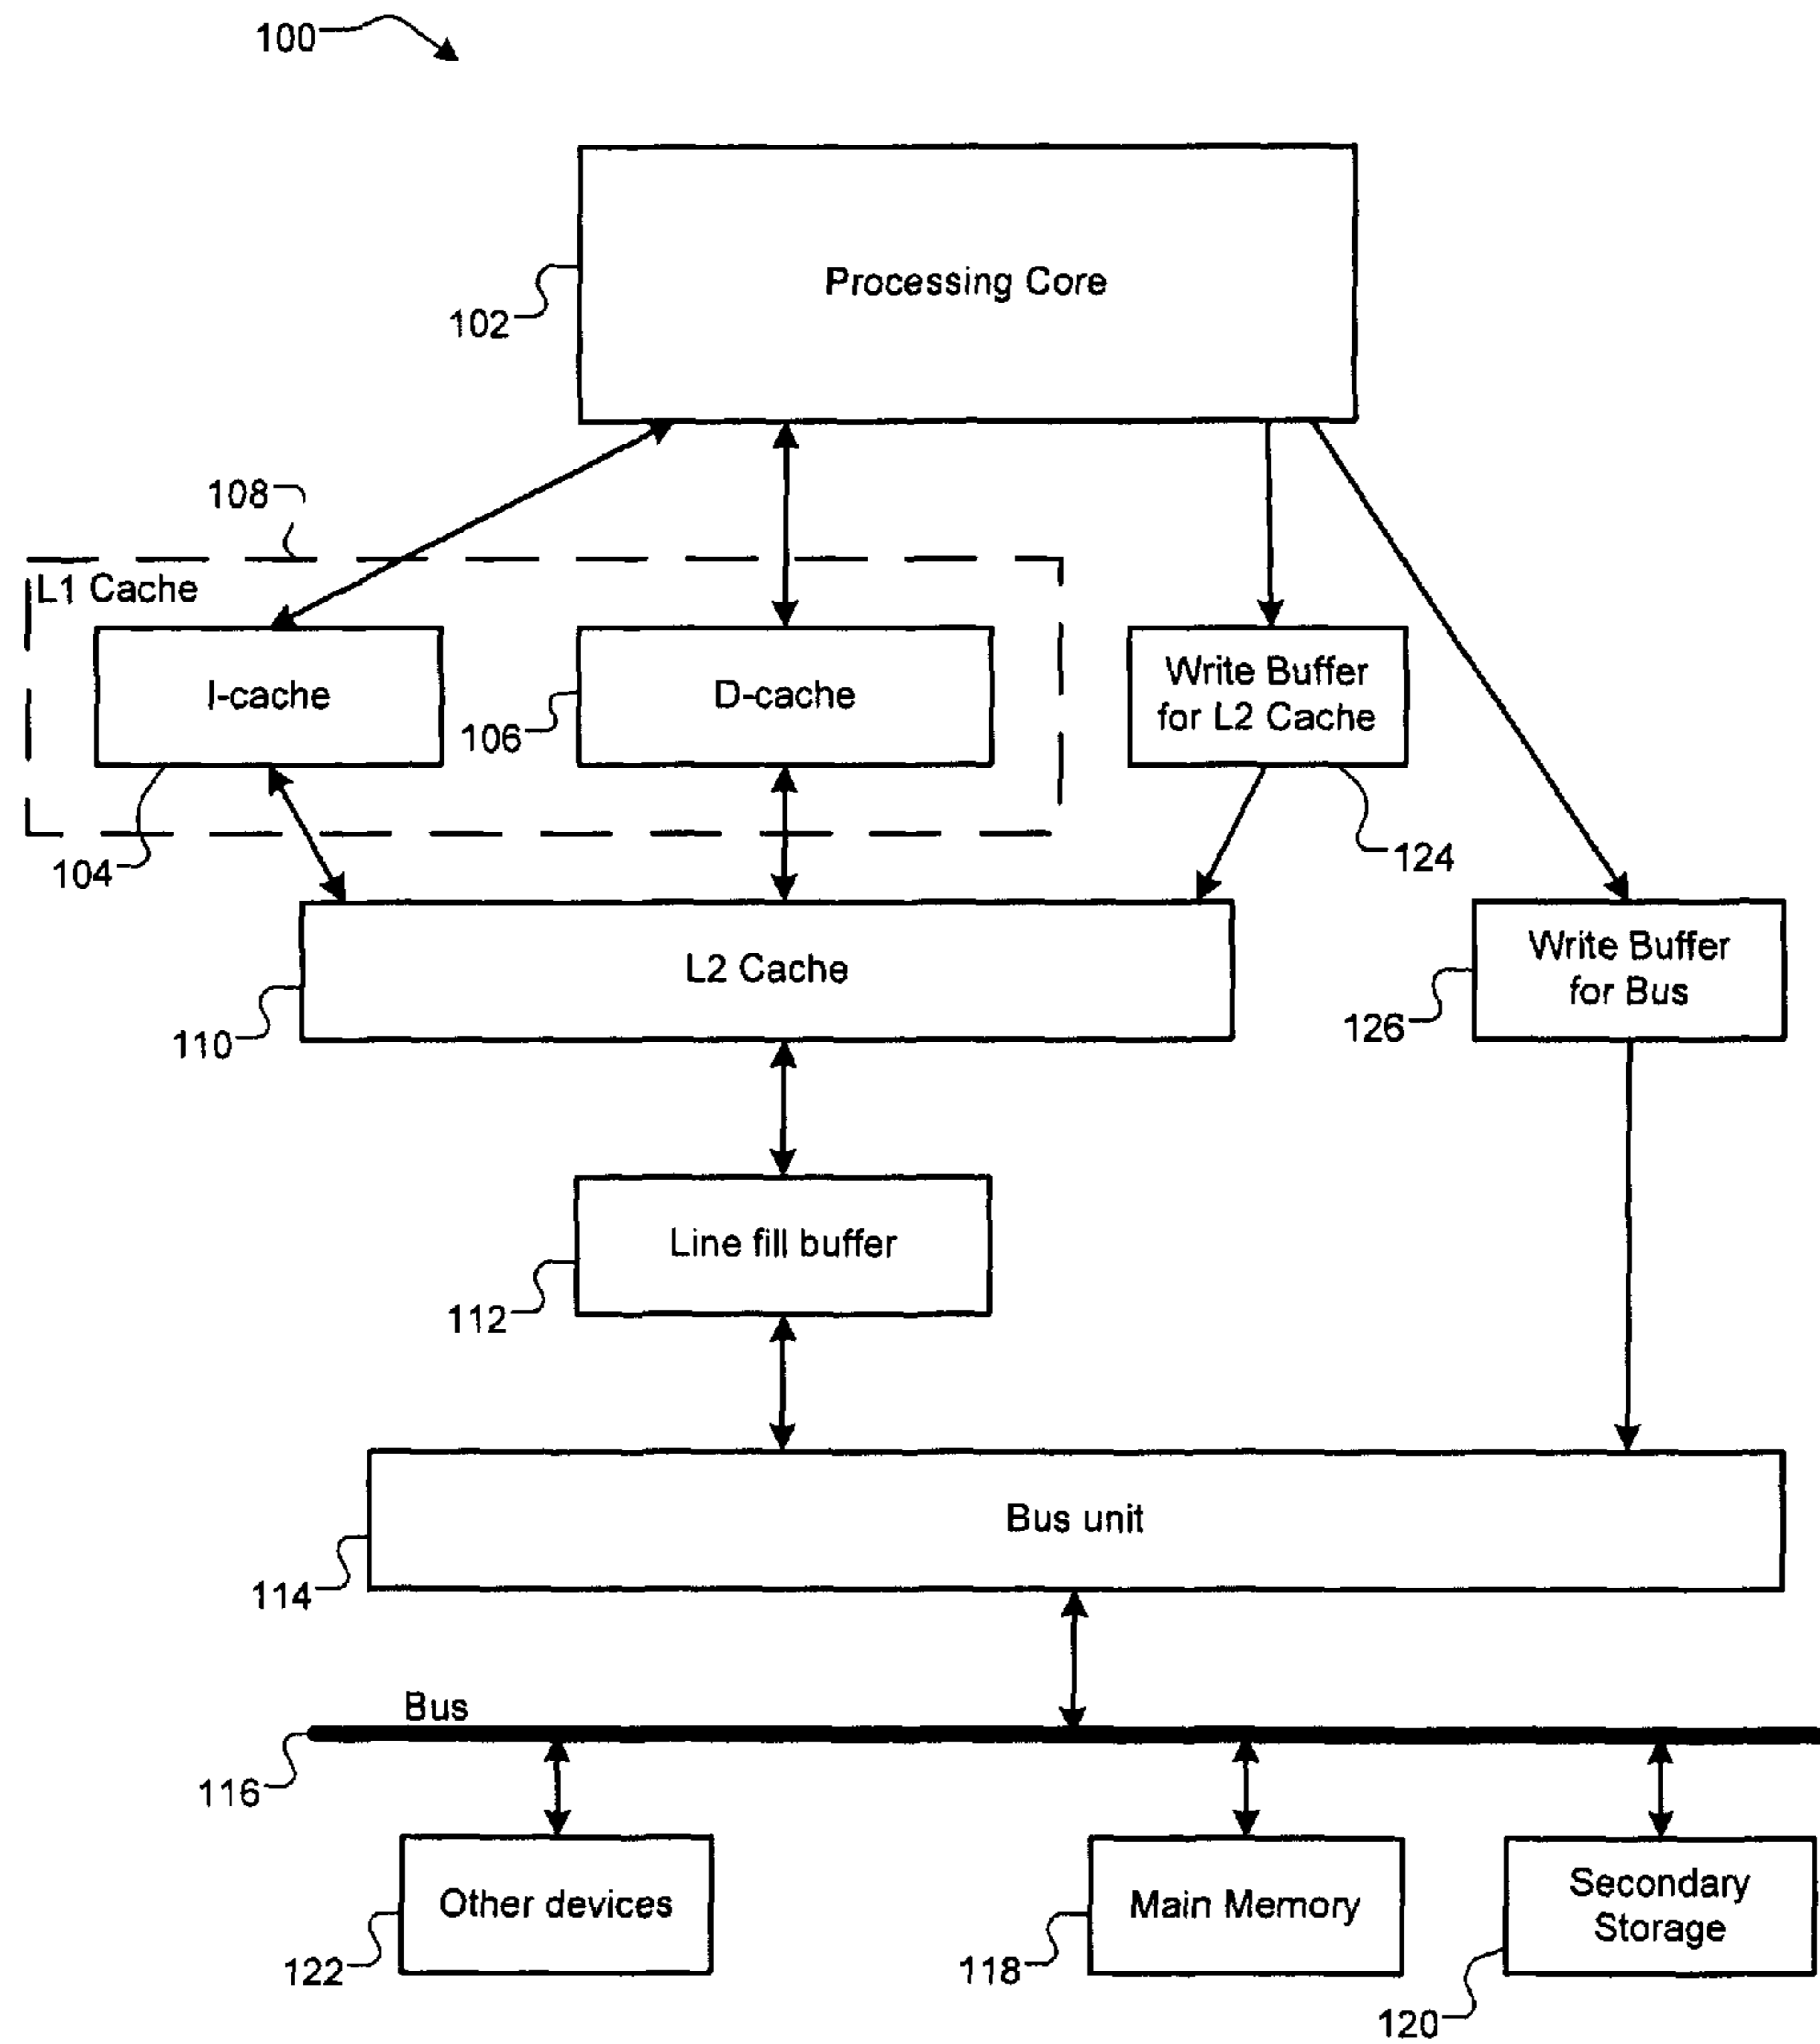 100
Processing Core
102
108
L1 Cache
I-cache
D-cache
Write Buffer
for L2 Cache
106
104
124
L2 Cache
Write Buffer
for Bus
110
126
Line fill buffer
112
Bus unit
114
Bus
116
Other devices
Main Memory
Secondary
Storage
122
118
120